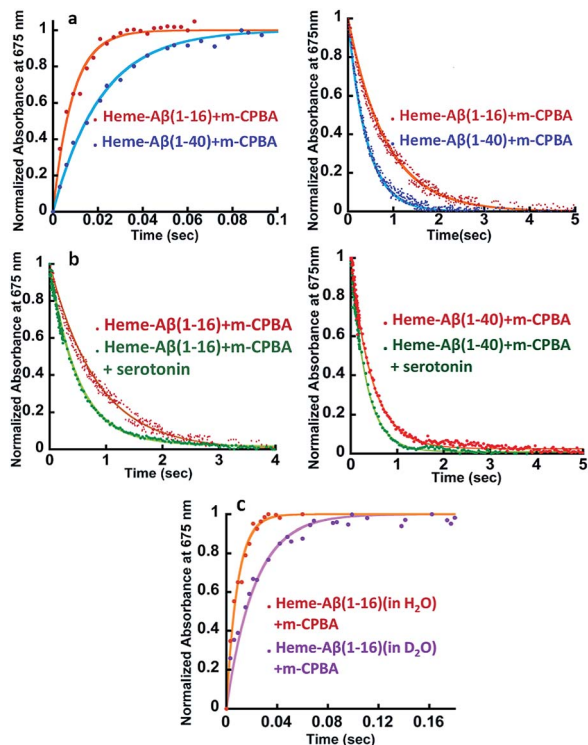 a
Normalized Absorbance at 675 nm
1
0.8
0.6
0.4
0.2
0
Heme-Aβ(1-16)+m-CPBA
Heme-Aβ(1-40)+m-CPBA
0 0.02 0.04 0.06 0.08 0.1
Time (sec)
Normalized Absorbance at 675nm
1
0.8
0.6
0.4
0.2
0
Heme-Aβ(1-16)+m-CPBA
Heme-Aβ(1-40)+m-CPBA
0 1 2 3 4 5
Time(sec)
b
Normalized Absorbance at 675 nm
1
0.8
0.6
0.4
0.2
0
Heme-Aβ(1-16)+m-CPBA
Heme-Aβ(1-16)+m-CPBA
+ serotonin
0 1 2 3 4
Time (sec)
Normalized Absorbance at 675 nm
1
0.8
0.6
0.4
0.2
0
Heme-Aβ(1-40)+m-CPBA
Heme-Aβ(1-40)+m-CPBA
+ serotonin
0 1 2 3 4 5
Time (sec)
c
Normalized Absorbance at 675 nm
1
0.8
0.6
0.4
0.2
0
Heme-Aβ(1-16)(in H₂O)
+m-CPBA
Heme-Aβ(1-16)(in D₂O)
+m-CPBA
0 0.04 0.08 0.12 0.16
Time (sec)